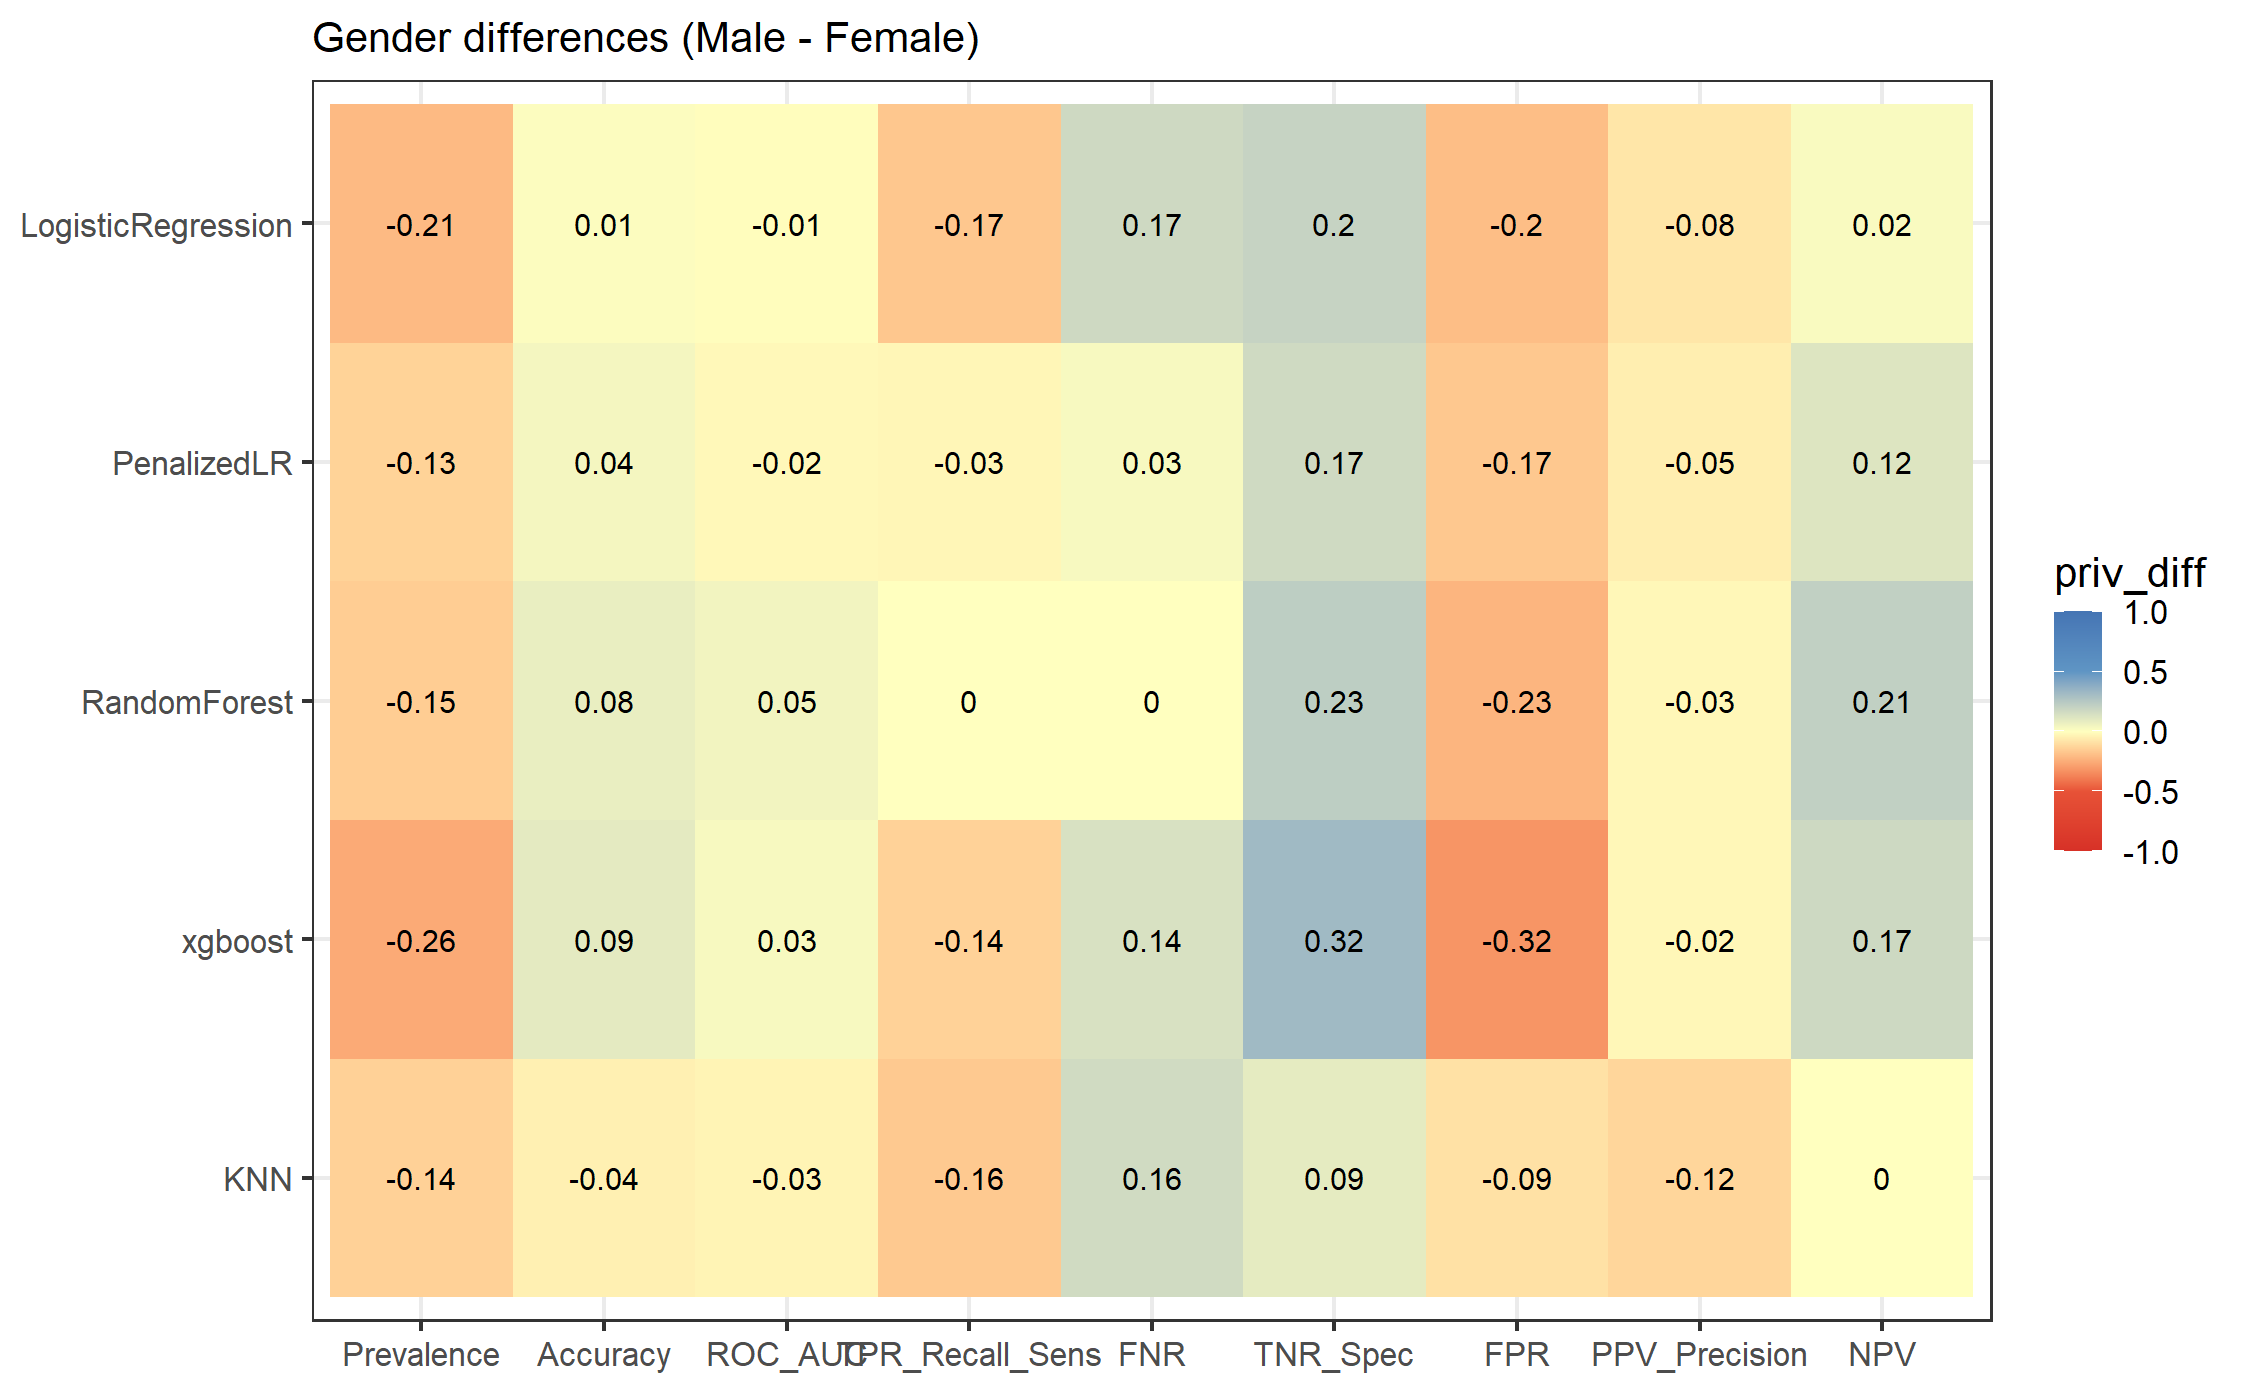 Gender differences (Male - Female)
LogisticRegression -0.21 0.01 -0.01 -0.17 0.17 0.2 -0.2 -0.08 0.02
PenalizedLR -0.13 0.04 -0.02 -0.03 0.03 0.17 -0.17 -0.05 0.12
RandomForest -0.15 0.08 0.05 0 0 0.23 -0.23 -0.03 0.21
xgboost -0.26 0.09 0.03 -0.14 0.14 0.32 -0.32 -0.02 0.17
KNN -0.14 -0.04 -0.03 -0.16 0.16 0.09 -0.09 -0.12 0
Prevalence Accuracy ROC_AUC TPR_Recall_Sens FNR TNR_Spec FPR PPV_Precision NPV
priv_diff
1.0
0.5
0.0
-0.5
-1.0